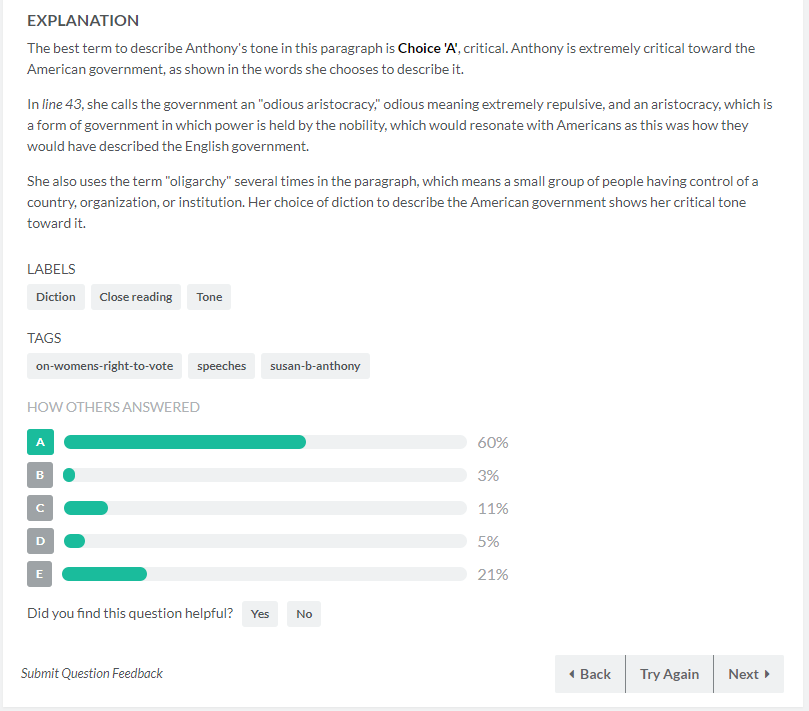 EXPLANATION
The best term to describe Anthony's tone in this paragraph is Choice 'A', critical. Anthony is extremely critical toward the
American government, as shown in the words she chooses to describe it.
In line 43, she calls the government an "odious aristocracy," odious meaning extremely repulsive, and an aristocracy, which is
a form of government in which power is held by the nobility, which would resonate with Americans as this was how they
would have described the English government.
She also uses the term "oligarchy" several times in the paragraph, which means a small group of people having control of a
country, organization, or institution. Her choice of diction to describe the American government shows her critical tone
toward it.
LABELS
Diction Close reading Tone
TAGS
on-womens-right-to-vote speeches susan-b-anthony
HOW OTHERS ANSWERED
A 60%
B 3%
C 11%
D 5%
E 21%
Did you find this question helpful? Yes No
Submit Question Feedback Back Try Again Next